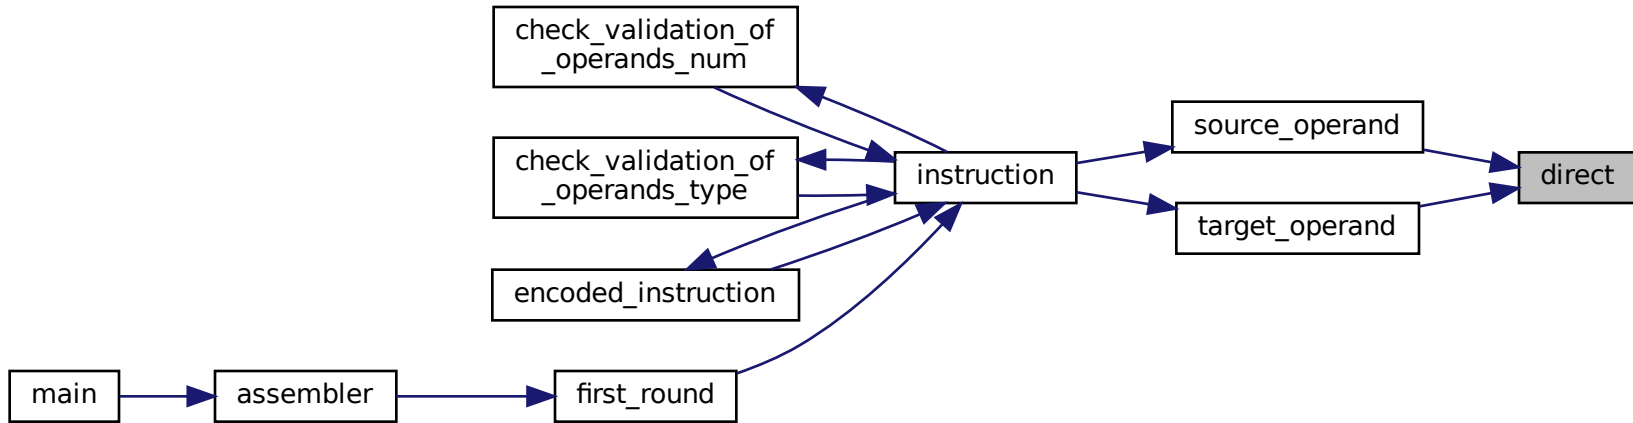 check_validation_of
_operands_num
check_validation_of
_operands_type
encoded_instruction
main
assembler
first_round
instruction
source_operand
target_operand
direct